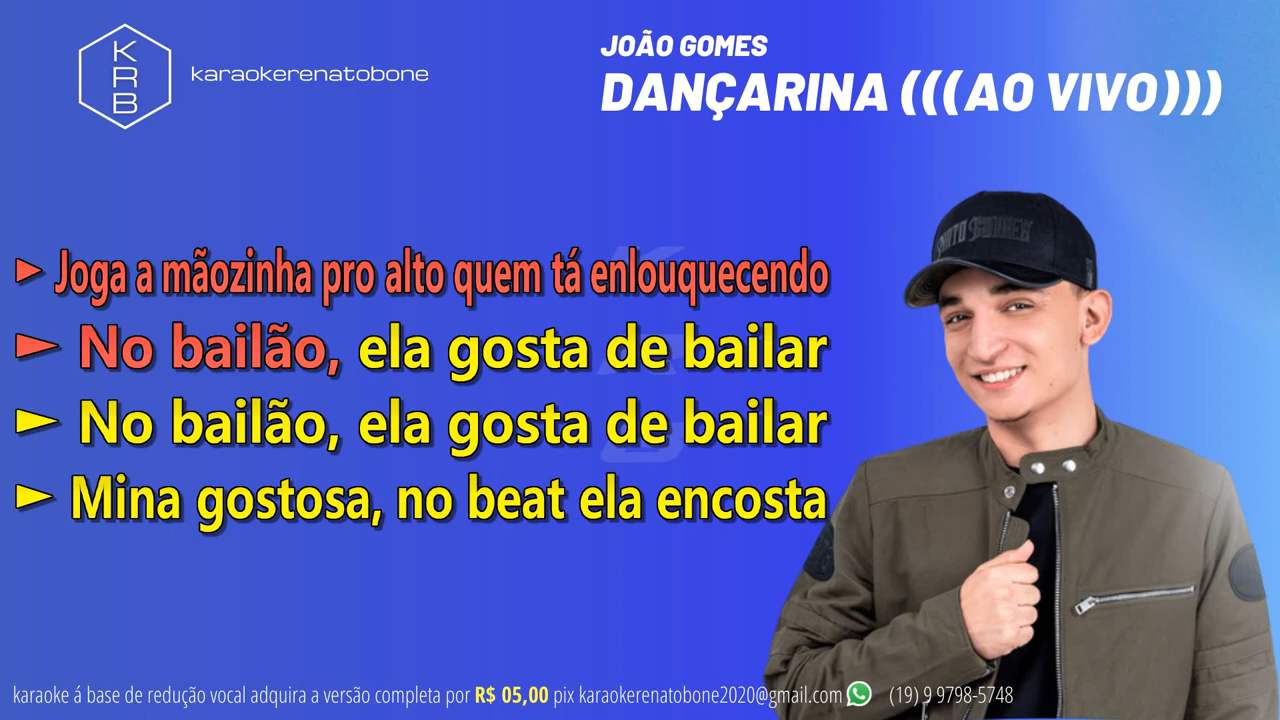 KRB
karaokerenatobone
JOÃO GOMES
DANÇARINA (((AO VIVO)))
Joga a mãozinha pro alto quem tá enlouquecendo
No bailão, ela gosta de bailar
No bailão, ela gosta de bailar
Mina gostosa, no beat ela encosta
karaoke á base de redução vocal adquira a versão completa por R$ 05,00 pix karaokerenatobone2020@gmail.com (19) 9 9798-5748